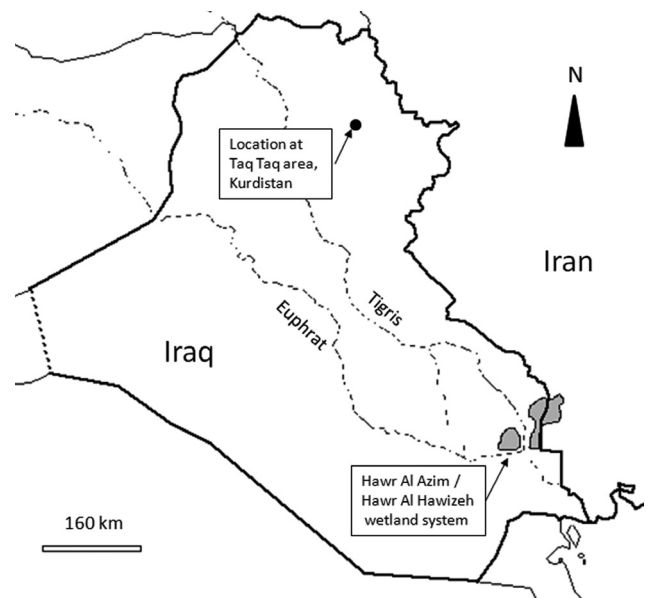 N
Location at
Taq Taq area,
Kurdistan
Iran
Tigris
Euphrat
Iraq
Hawr Al Azim /
Hawr Al Hawizeh
wetland system
160 km